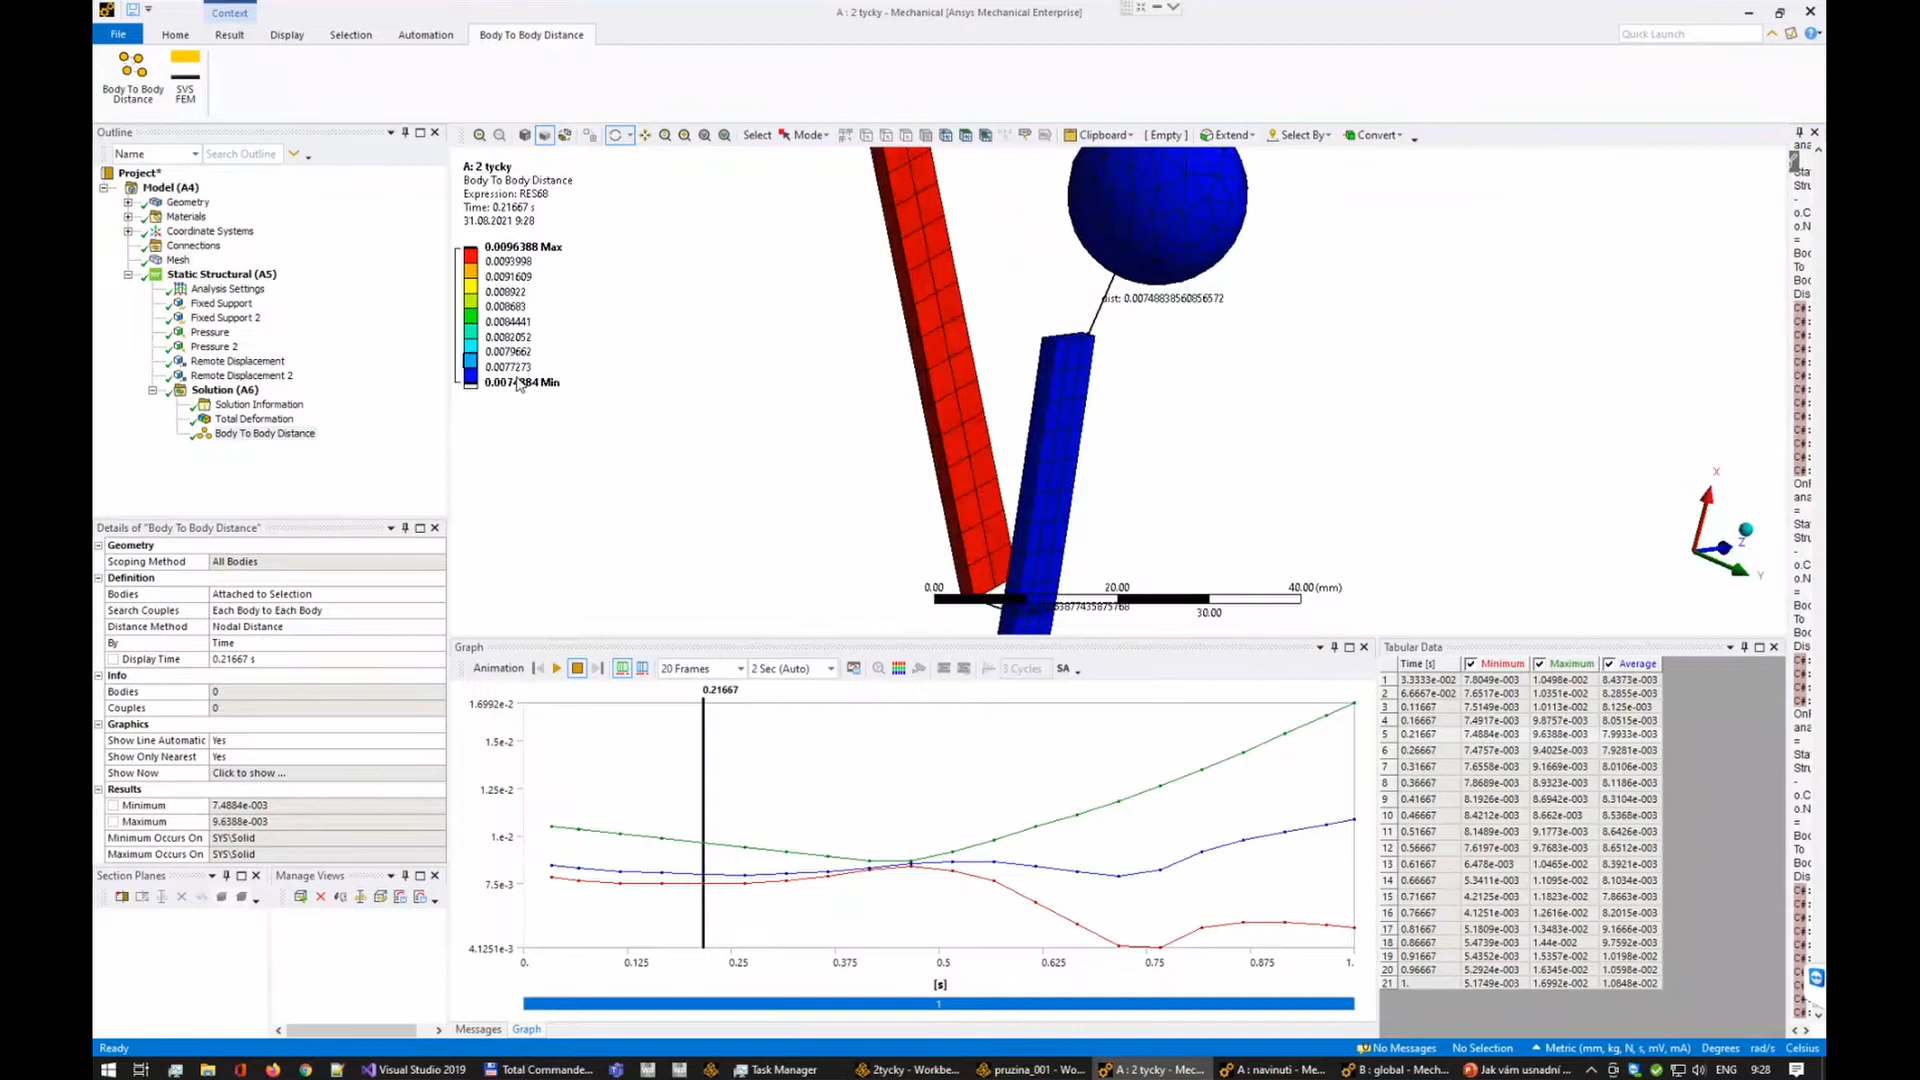 Context
A : 2 tycky - Mechanical [Ansys Mechanical Enterprise]
File Home Result Display Selection Automation Body To Body Distance
Quick Launch
Body To Body Distance
SVS FEM
Outline
Name Search Outline
Select Mode Clipboard [ Empty ] Extend Select By Convert
Project*
Model (A4)
Geometry
Materials
Coordinate Systems
Connections
Mesh
Static Structural (A5)
Analysis Settings
Fixed Support
Fixed Support 2
Pressure
Pressure 2
Remote Displacement
Remote Displacement 2
Solution (A6)
Solution Information
Total Deformation
Body To Body Distance
A: 2 tycky
Body To Body Distance
Expression: RES68
Time: 0.21667 s
31.08.2021 9:28
0.0096388 Max
0.0093998
0.0091609
0.008922
0.008683
0.0084441
0.0082052
0.0079662
0.0077273
dist: 0.00748838560856572
X
Y
Z
0.00 20.00 40.00 (mm)
30.00
Details of "Body To Body Distance"
Geometry
Scoping Method All Bodies
Definition
Bodies Attached to Selection
Search Couples Each Body to Each Body
Distance Method Nodal Distance
By Time
Display Time 0.21667 s
Info
Bodies 0
Couples 0
Graphics
Show Line Automatic Yes
Show Only Nearest Yes
Show Now Click to show ...
Results
Minimum 7.4884e-003
Maximum 9.6388e-003
Minimum Occurs On SYS\Solid
Maximum Occurs On SYS\Solid
Section Planes
Manage Views
Graph
Animation 20 Frames 2 Sec (Auto) 3 Cycles SA
0.21667
1.6992e-2
1.5e-2
1.25e-2
1.e-2
7.5e-3
4.1251e-3
0. 0.125 0.25 0.375 0.5 0.625 0.75 0.875 1.
[s]
1
Messages Graph
Tabular Data
Time [s] Minimum Maximum Average
1 3.3333e-002 7.8049e-003 1.0498e-002 8.4373e-003
2 6.6667e-002 7.6517e-003 1.0351e-002 8.2855e-003
3 0.11667 7.5149e-003 1.0113e-002 8.125e-003
4 0.16667 7.4917e-003 9.8757e-003 8.0515e-003
5 0.21667 7.4884e-003 9.6388e-003 7.9933e-003
6 0.26667 7.4757e-003 9.4025e-003 7.9281e-003
7 0.31667 7.6558e-003 9.1669e-003 8.0106e-003
8 0.36667 7.8689e-003 8.9323e-003 8.1186e-003
9 0.41667 8.1926e-003 8.6942e-003 8.3104e-003
10 0.46667 8.4212e-003 8.662e-003 8.5368e-003
11 0.51667 8.1489e-003 9.1773e-003 8.6426e-003
12 0.56667 7.6197e-003 9.7683e-003 8.6512e-003
13 0.61667 6.478e-003 1.0465e-002 8.3921e-003
14 0.66667 5.3411e-003 1.1095e-002 8.1034e-003
15 0.71667 4.2125e-003 1.1823e-002 7.8663e-003
16 0.76667 4.1251e-003 1.2616e-002 8.2015e-003
17 0.81667 5.1809e-003 1.3483e-002 9.1666e-003
18 0.86667 5.4739e-003 1.44e-002 9.7592e-003
19 0.91667 5.4352e-003 1.5357e-002 1.0198e-002
20 0.96667 5.2924e-003 1.6345e-002 1.0598e-002
21 1. 5.1749e-003 1.6992e-002 1.0848e-002
Ready
No Messages No Selection Metric (mm, kg, N, s, mV, mA) Degrees rad/s Celsius
Visual Studio 2019 Total Commande... Task Manager 2tycky - Workbe... pruzina_001 - Wo... A : 2 tycky - Mec... A : navinuti - Me... B : global - Mech... Jak vám usnadní ... ENG 9:28